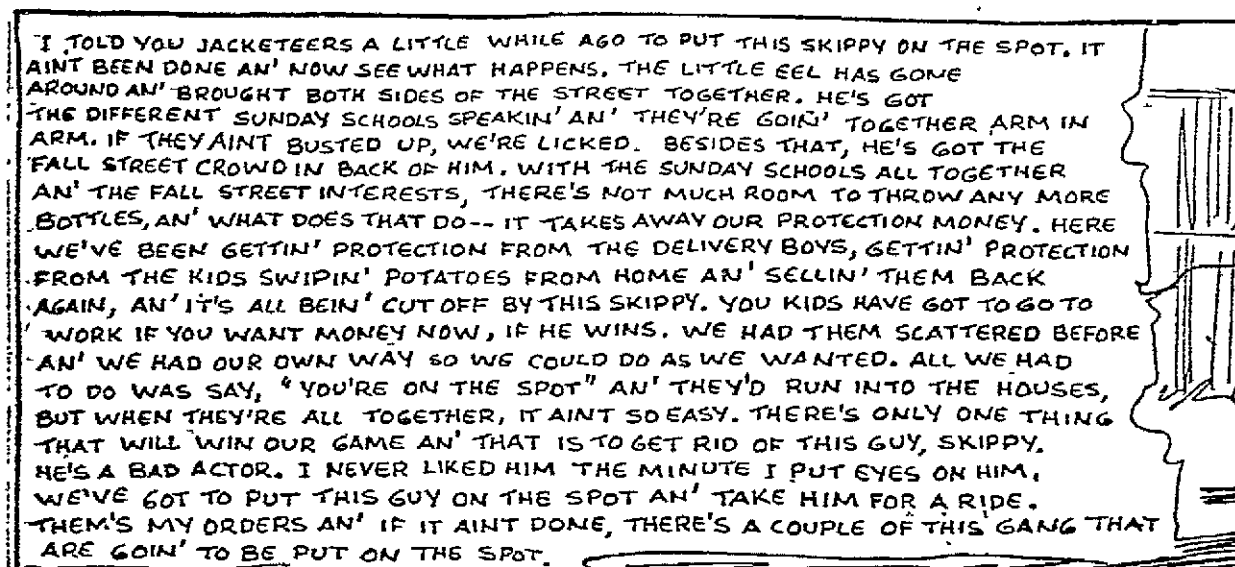 I TOLD YOU JACKETEERS A LITTLE WHILE AGO TO PUT THIS SKIPPY ON THE SPOT. IT
AINT BEEN DONE AN' NOW SEE WHAT HAPPENS. THE LITTLE EEL HAS GONE
AROUND AN' BROUGHT BOTH SIDES OF THE STREET TOGETHER. HE'S GOT
THE DIFFERENT SUNDAY SCHOOLS SPEAKIN' AN' THEY'RE GOIN' TOGETHER ARM IN
ARM. IF THEY AINT BUSTED UP, WE'RE LICKED. BESIDES THAT, HE'S GOT THE
FALL STREET CROWD IN BACK OF HIM. WITH THE SUNDAY SCHOOLS ALL TOGETHER
AN' THE FALL STREET INTERESTS, THERE'S NOT MUCH ROOM TO THROW ANY MORE
BOTTLES, AN' WHAT DOES THAT DO-- IT TAKES AWAY OUR PROTECTION MONEY. HERE
WE'VE BEEN GETTIN' PROTECTION FROM THE DELIVERY BOYS, GETTIN' PROTECTION
FROM THE KIDS SWIPIN' POTATOES FROM HOME AN' SELLIN' THEM BACK
AGAIN, AN' IT'S ALL BEIN' CUT OFF BY THIS SKIPPY. YOU KIDS HAVE GOT TO GO TO
WORK IF YOU WANT MONEY NOW, IF HE WINS. WE HAD THEM SCATTERED BEFORE
AN' WE HAD OUR OWN WAY SO WE COULD DO AS WE WANTED. ALL WE HAD
TO DO WAS SAY, "YOU'RE ON THE SPOT" AN' THEY'D RUN INTO THE HOUSES,
BUT WHEN THEY'RE ALL TOGETHER, IT AINT SO EASY. THERE'S ONLY ONE THING
THAT WILL WIN OUR GAME AN' THAT IS TO GET RID OF THIS GUY, SKIPPY.
HE'S A BAD ACTOR. I NEVER LIKED HIM THE MINUTE I PUT EYES ON HIM.
WE'VE GOT TO PUT THIS GUY ON THE SPOT AN' TAKE HIM FOR A RIDE.
THEM'S MY ORDERS AN' IF IT AINT DONE, THERE'S A COUPLE OF THIS GANG THAT
ARE GOIN' TO BE PUT ON THE SPOT.